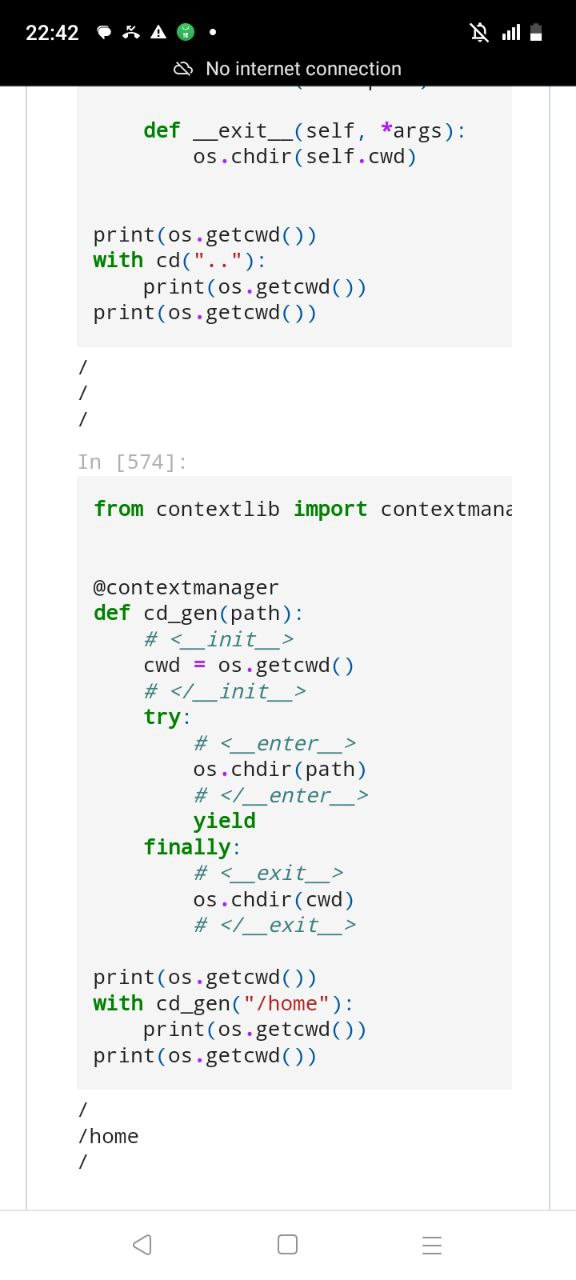 22:42
No internet connection
def __exit__(self, *args):
os.chdir(self.cwd)
print(os.getcwd())
with cd(".."):
print(os.getcwd())
print(os.getcwd())
/
/
/
In [574]:
from contextlib import contextmana
@contextmanager
def cd_gen(path):
# <__init__>
cwd = os.getcwd()
# </__init__>
try:
# <__enter__>
os.chdir(path)
# </__enter__>
yield
finally:
# <__exit__>
os.chdir(cwd)
# </__exit__>
print(os.getcwd())
with cd_gen("/home"):
print(os.getcwd())
print(os.getcwd())
/
/home
/